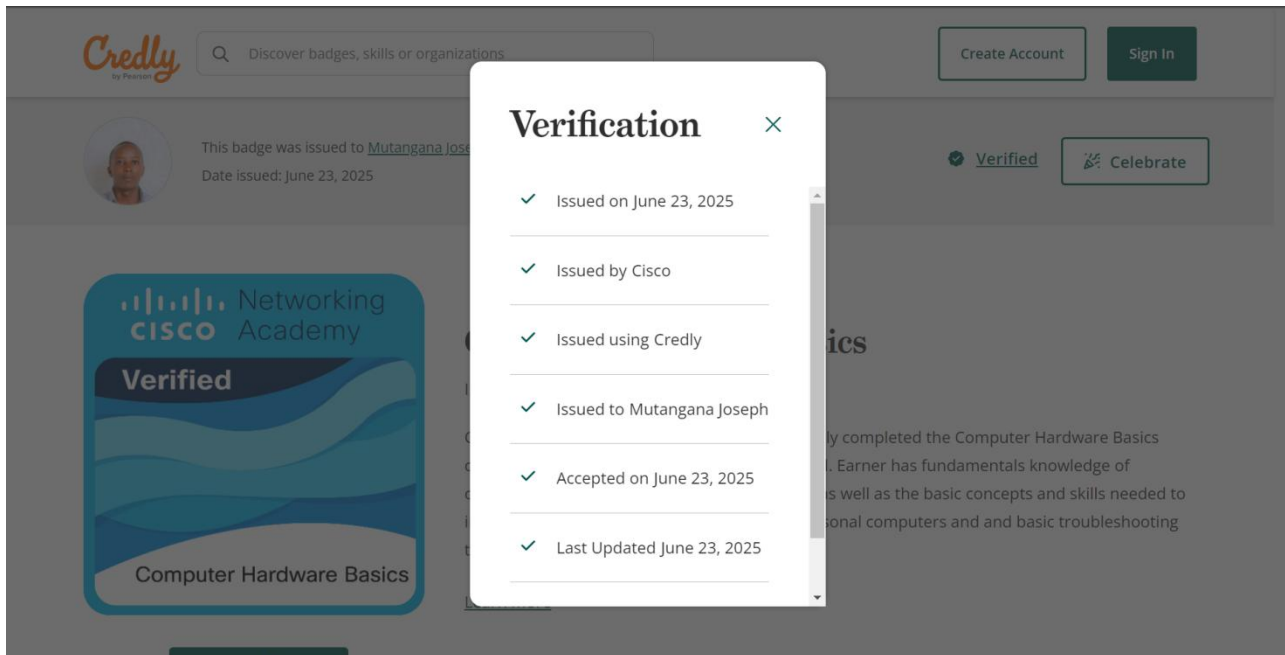 Credly
by Pearson
Discover badges, skills or organizations
Create Account
Sign In
This badge was issued to Mutangana Jose
Date issued: June 23, 2025
Verified
Celebrate
Verification
Issued on June 23, 2025
Issued by Cisco
Issued using Credly
Issued to Mutangana Joseph
Accepted on June 23, 2025
Last Updated June 23, 2025
Networking
CISCO Academy
Verified
Computer Hardware Basics
ics
ly completed the Computer Hardware Basics
. Earner has fundamentals knowledge of
s well as the basic concepts and skills needed to
sonal computers and and basic troubleshooting